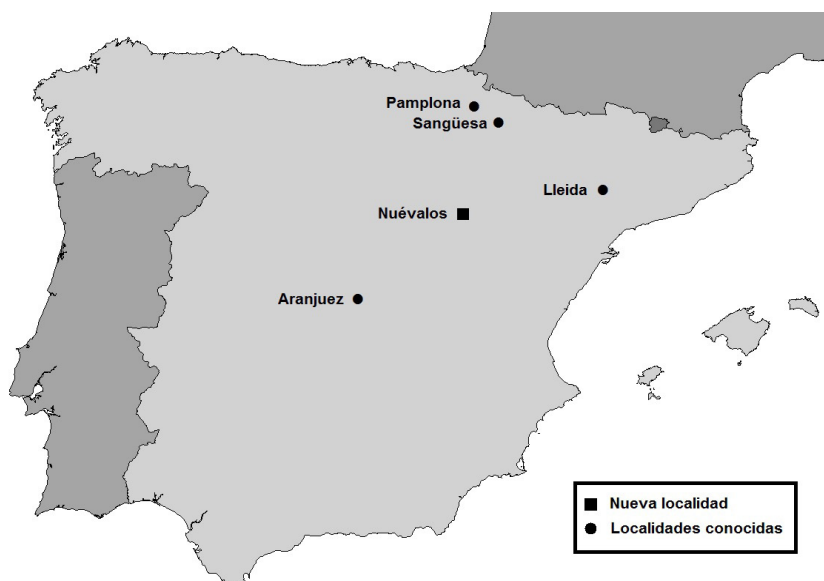 Pamplona
Sangüesa
Lleida
Nuévalos
Aranjuez
Nueva localidad
Localidades conocidas